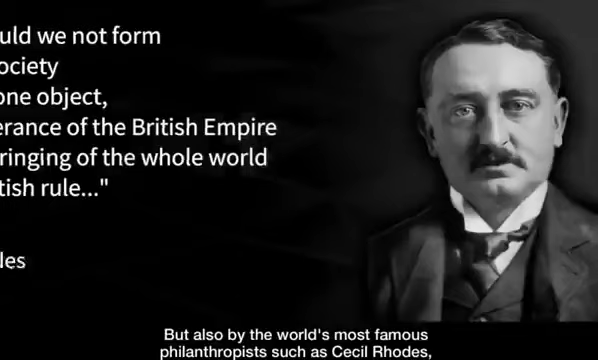 uld we not form
ociety
one object,
erance of the British Empire
ringing of the whole world
tish rule..."
les
But also by the world's most famous
philanthropists such as Cecil Rhodes,